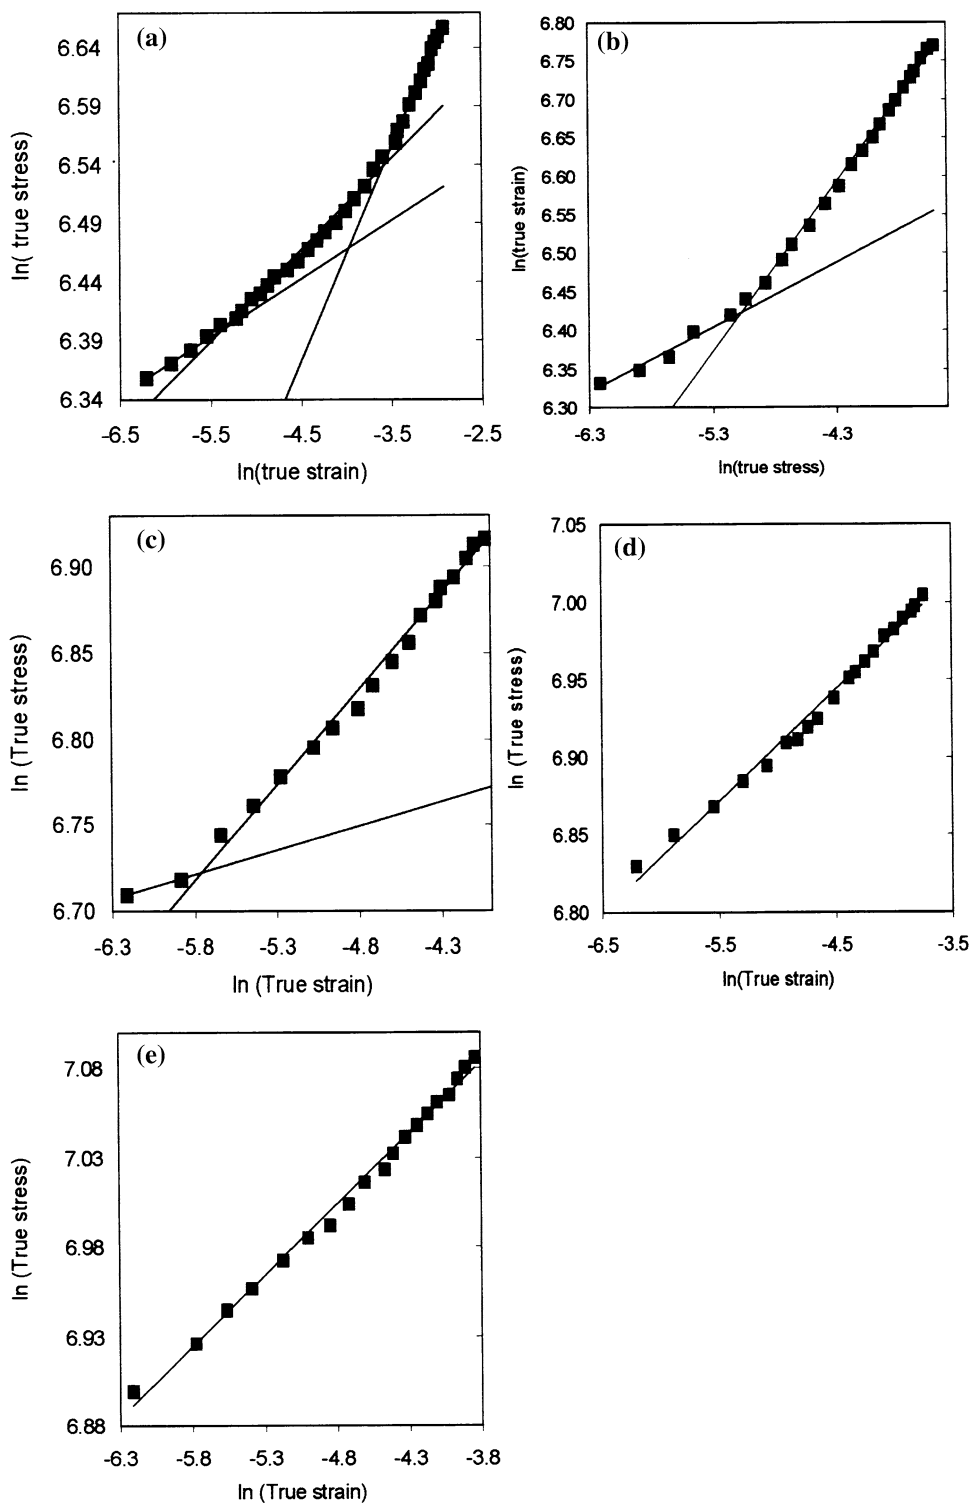 (a)
6.64
6.59
6.54
6.49
6.44
6.39
6.34
-6.5 -5.5 -4.5 -3.5 -2.5
ln( true stress)
ln(true strain)
(b)
6.80
6.75
6.70
6.65
6.60
6.55
6.50
6.45
6.40
6.35
6.30
-6.3 -5.3 -4.3
ln(true strain)
ln(true stress)
(c)
6.90
6.85
6.80
6.75
6.70
-6.3 -5.8 -5.3 -4.8 -4.3
ln (True stress)
ln (True strain)
(d)
7.05
7.00
6.95
6.90
6.85
6.80
-6.5 -5.5 -4.5 -3.5
ln (True stress)
ln(True strain)
(e)
7.08
7.03
6.98
6.93
6.88
-6.3 -5.8 -5.3 -4.8 -4.3 -3.8
ln (True stress)
ln (True strain)